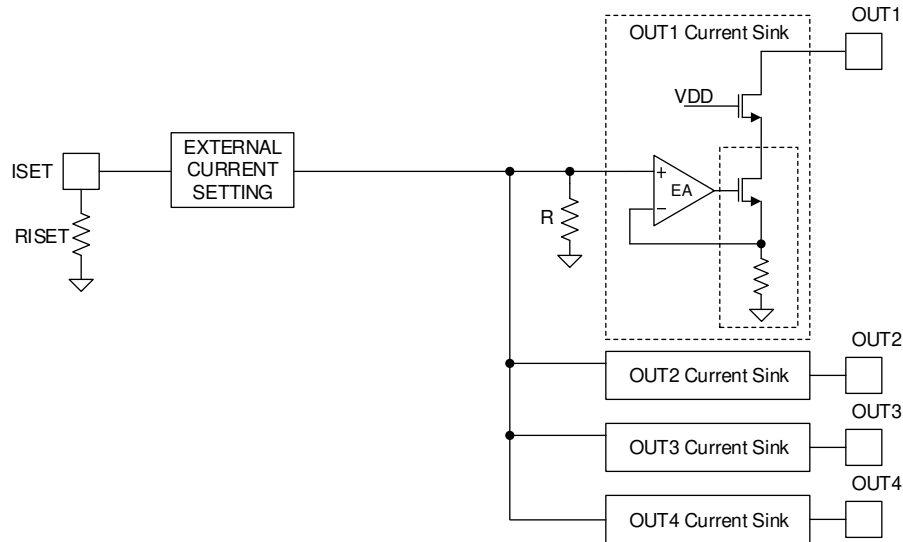 OUT1
OUT1 Current Sink
VDD
EXTERNAL
CURRENT
SETTING
ISET
+
EA
−
RISET
R
OUT2
OUT2 Current Sink
OUT3
OUT3 Current Sink
OUT4
OUT4 Current Sink